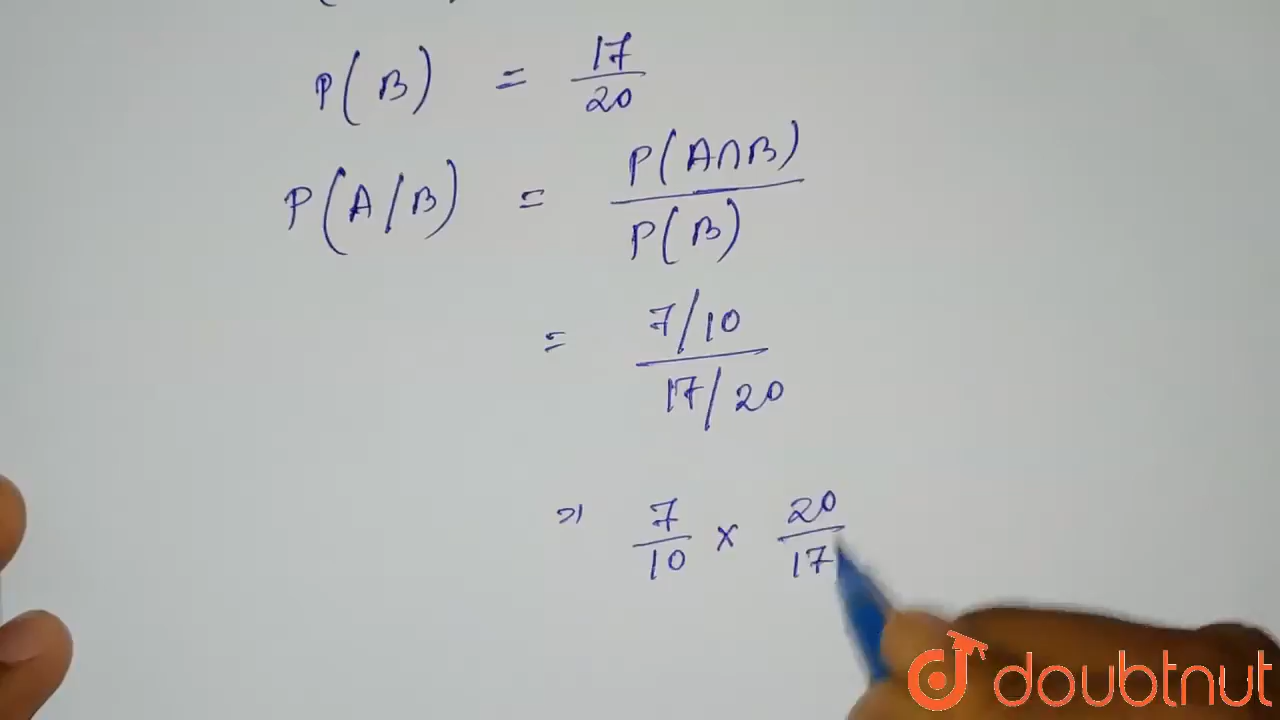 P(B) = 17/20
P(A/B) = P(A∩B)/P(B)
= 7/10 / 17/20
⇒ 7/10 × 20/17
doubtnut